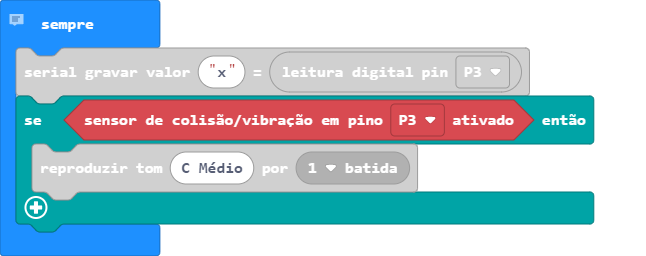 sempre
serial gravar valor "x" = leitura digital pin P3
se sensor de colisão/vibração em pino P3 ativado então
reproduzir tom C Médio por 1 batida